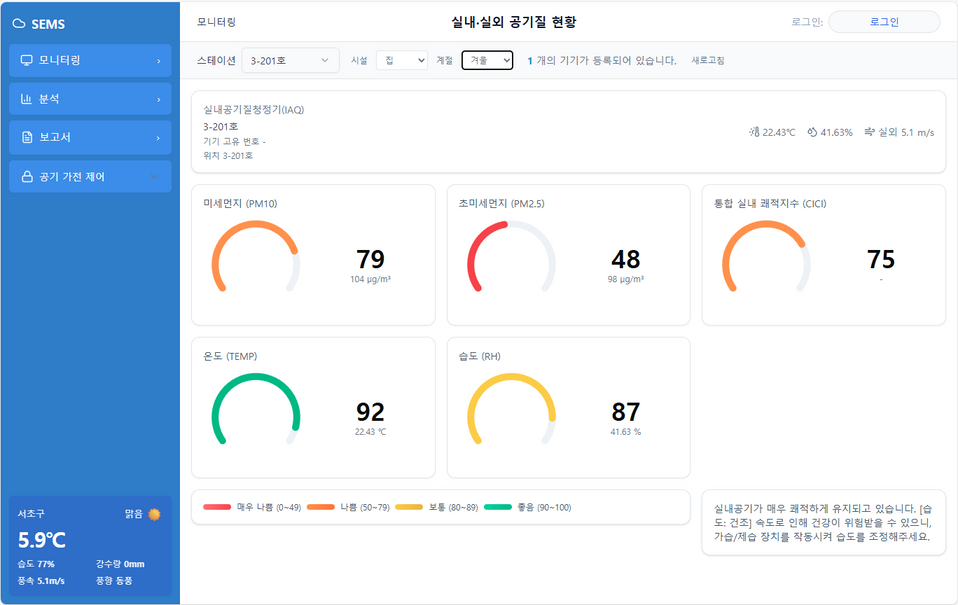 SEMS
모니터링
분석
보고서
공기 가전 제어
서초구 맑음
5.9℃
습도 77% 강수량 0mm
풍속 5.1m/s 풍향 동풍
모니터링 실내·실외 공기질 현황 로그인: 로그인
스테이션 3-201호 시설 집 계절 겨울 1 개의 기기가 등록되어 있습니다. 새로고침
실내공기질청정기(IAQ)
3-201호
기기 고유 번호 -
위치 3-201호
22.43℃ 41.63% 실외 5.1 m/s
미세먼지 (PM10)
79
104 μg/m³
초미세먼지 (PM2.5)
48
98 μg/m³
통합 실내 쾌적지수 (CICI)
75
-
온도 (TEMP)
92
22.43 ℃
습도 (RH)
87
41.63 %
매우 나쁨 (0~49) 나쁨 (50~79) 보통 (80~89) 좋음 (90~100)
실내공기가 매우 쾌적하게 유지되고 있습니다. [습
도: 건조] 속도로 인해 건강이 위험받을 수 있으니,
가습/제습 장치를 작동시켜 습도를 조정해주세요.